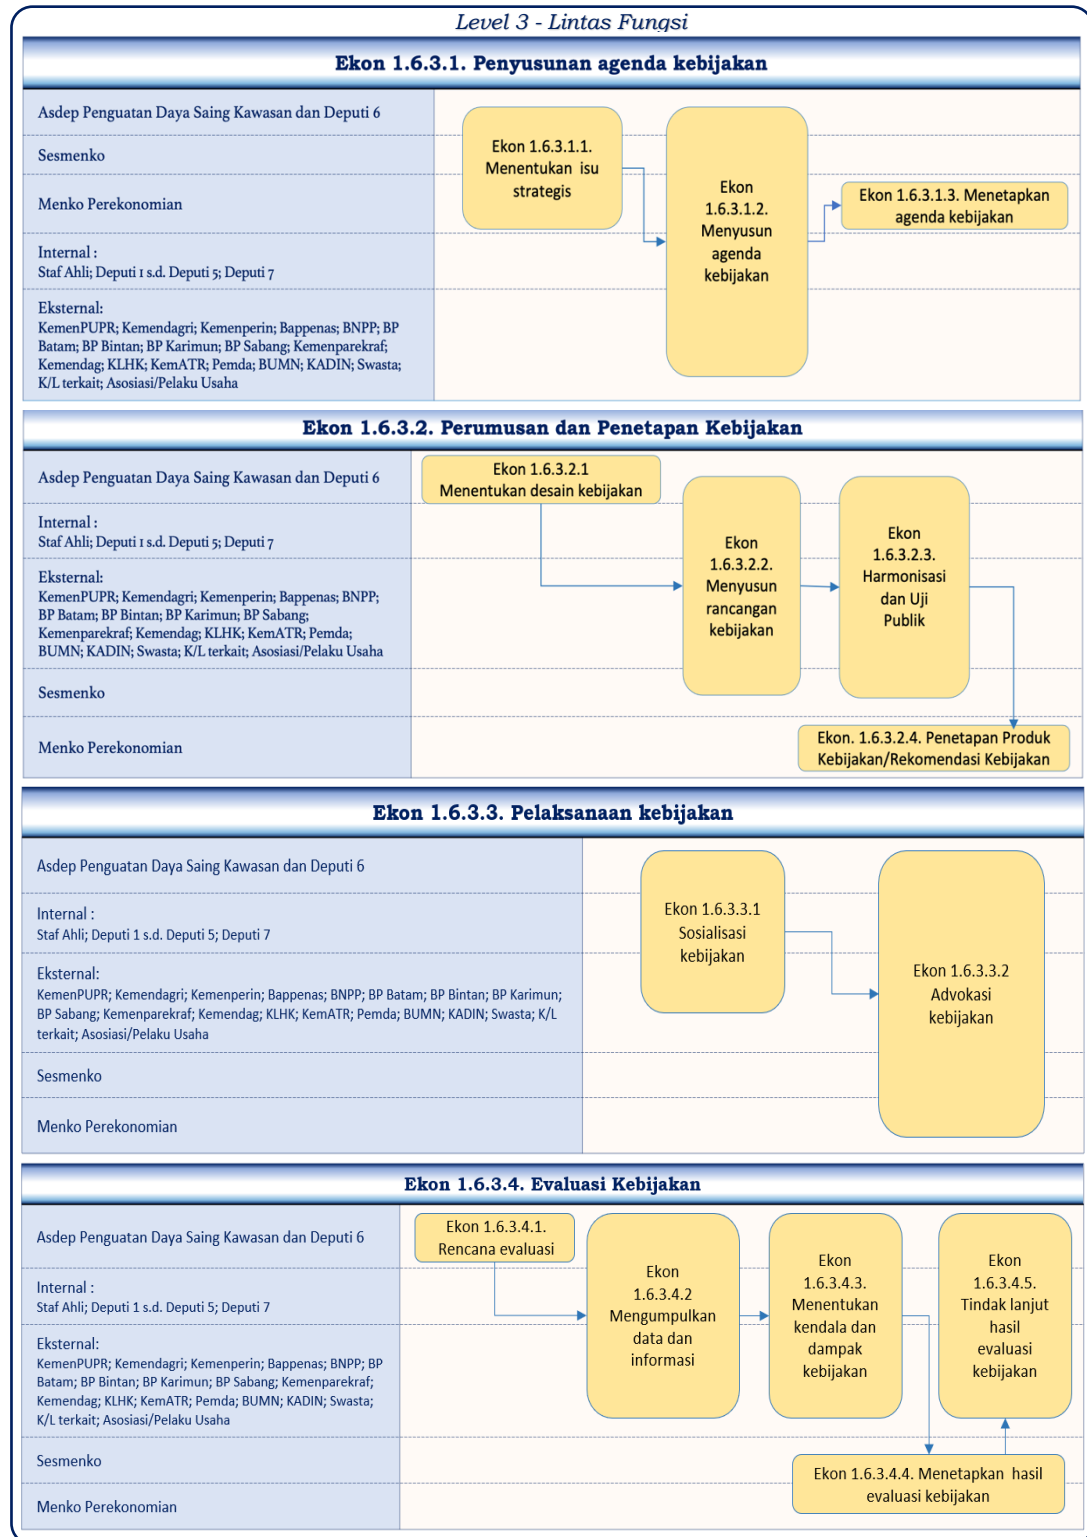 Level 3 - Lintas Fungsi
Ekon 1.6.3.1. Penyusunan agenda kebijakan
Asdep Penguatan Daya Saing Kawasan dan Deputi 6
Sesmenko
Menko Perekonomian
Internal :
Staf Ahli; Deputi 1 s.d. Deputi 5; Deputi 7
Eksternal:
KemenPUPR; Kemendagri; Kemenperin; Bappenas; BNPP; BP
Batam; BP Bintan; BP Karimun; BP Sabang; Kemenparekraf;
Kemendag; KLHK; KemATR; Pemda; BUMN; KADIN; Swasta;
K/L terkait; Asosiasi/Pelaku Usaha
Ekon 1.6.3.1.1.
Menentukan isu
strategis
Ekon
1.6.3.1.2.
Menyusun
agenda
kebijakan
Ekon 1.6.3.1.3. Menetapkan
agenda kebijakan
Ekon 1.6.3.2. Perumusan dan Penetapan Kebijakan
Asdep Penguatan Daya Saing Kawasan dan Deputi 6
Internal :
Staf Ahli; Deputi 1 s.d. Deputi 5; Deputi 7
Eksternal:
KemenPUPR; Kemendagri; Kemenperin; Bappenas; BNPP;
BP Batam; BP Bintan; BP Karimun; BP Sabang;
Kemenparekraf; Kemendag; KLHK; KemATR; Pemda;
BUMN; KADIN; Swasta; K/L terkait; Asosiasi/Pelaku Usaha
Sesmenko
Menko Perekonomian
Ekon 1.6.3.2.1
Menentukan desain kebijakan
Ekon
1.6.3.2.2.
Menyusun
rancangan
kebijakan
Ekon
1.6.3.2.3.
Harmonisasi
dan Uji
Publik
Ekon. 1.6.3.2.4. Penetapan Produk
Kebijakan/Rekomendasi Kebijakan
Ekon 1.6.3.3. Pelaksanaan kebijakan
Asdep Penguatan Daya Saing Kawasan dan Deputi 6
Internal :
Staf Ahli; Deputi 1 s.d. Deputi 5; Deputi 7
Eksternal:
KemenPUPR; Kemendagri; Kemenperin; Bappenas; BNPP; BP Batam; BP Bintan; BP Karimun;
BP Sabang; Kemenparekraf; Kemendag; KLHK; KemATR; Pemda; BUMN; KADIN; Swasta; K/L
terkait; Asosiasi/Pelaku Usaha
Sesmenko
Menko Perekonomian
Ekon 1.6.3.3.1
Sosialisasi
kebijakan
Ekon 1.6.3.3.2
Advokasi
kebijakan
Ekon 1.6.3.4. Evaluasi Kebijakan
Asdep Penguatan Daya Saing Kawasan dan Deputi 6
Internal :
Staf Ahli; Deputi 1 s.d. Deputi 5; Deputi 7
Eksternal:
KemenPUPR; Kemendagri; Kemenperin; Bappenas; BNPP; BP
Batam; BP Bintan; BP Karimun; BP Sabang; Kemenparekraf;
Kemendag; KLHK; KemATR; Pemda; BUMN; KADIN; Swasta;
K/L terkait; Asosiasi/Pelaku Usaha
Sesmenko
Menko Perekonomian
Ekon 1.6.3.4.1.
Rencana evaluasi
Ekon
1.6.3.4.2
Mengumpulkan
data dan
informasi
Ekon
1.6.3.4.3.
Menentukan
kendala dan
dampak
kebijakan
Ekon
1.6.3.4.5.
Tindak lanjut
hasil
evaluasi
kebijakan
Ekon 1.6.3.4.4. Menetapkan hasil
evaluasi kebijakan